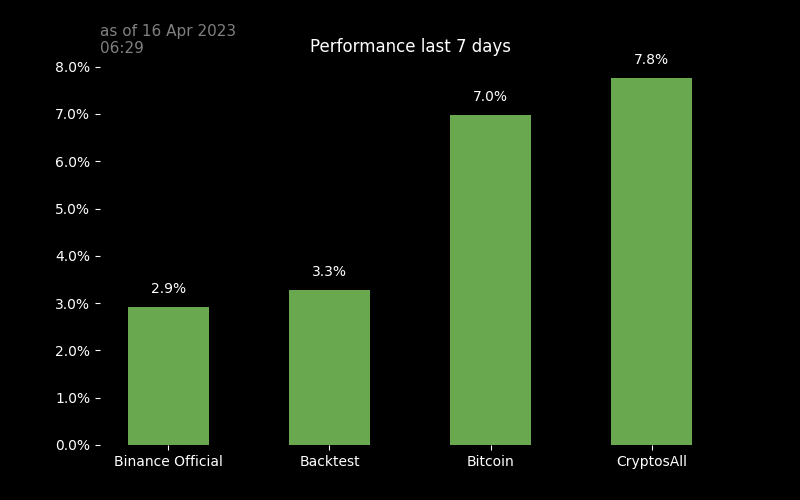 as of 16 Apr 2023
06:29
Performance last 7 days
8.0%
7.0%
6.0%
5.0%
4.0%
3.0%
2.0%
1.0%
0.0%
2.9%
3.3%
7.0%
7.8%
Binance Official
Backtest
Bitcoin
CryptosAll